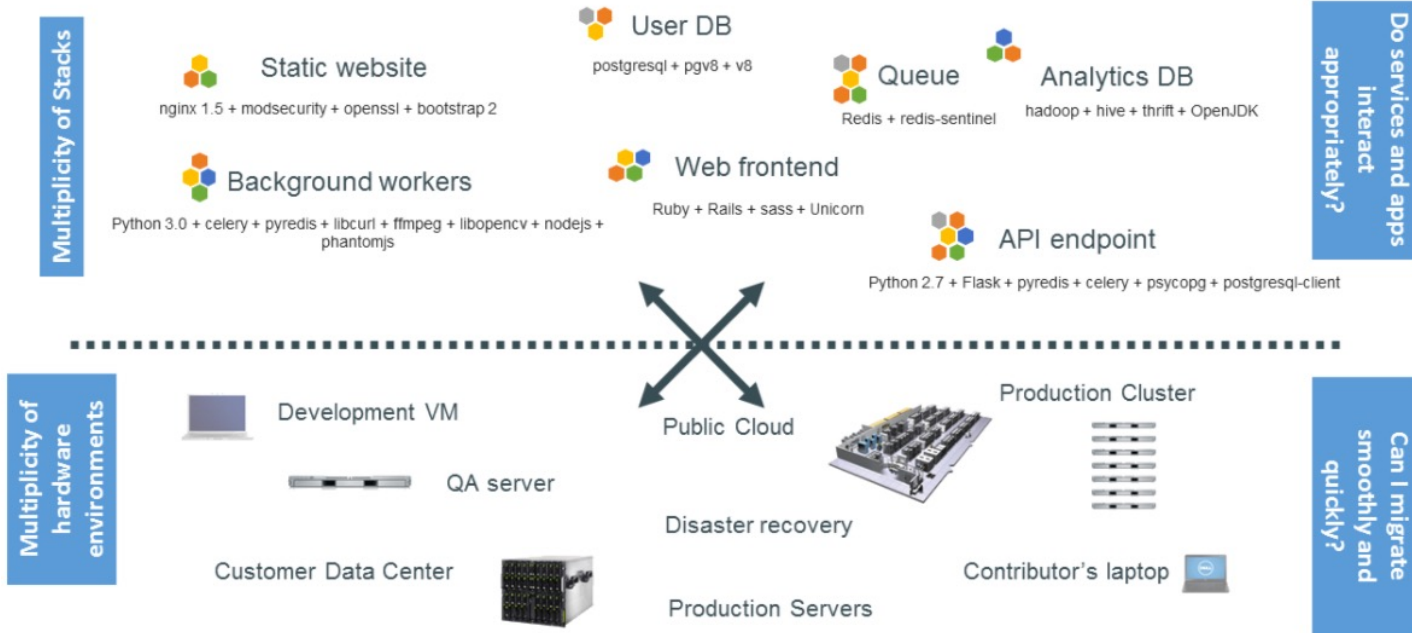 Multiplicity of Stacks
Static website
nginx 1.5 + modsecurity + openssl + bootstrap 2
User DB
postgresql + pgv8 + v8
Queue
Redis + redis-sentinel
Analytics DB
hadoop + hive + thrift + OpenJDK
Background workers
Python 3.0 + celery + pyredis + libcurl + ffmpeg + libopencv + nodejs +
phantomjs
Web frontend
Ruby + Rails + sass + Unicorn
API endpoint
Python 2.7 + Flask + pyredis + celery + psycopg + postgresql-client
Do services and apps
interact
appropriately?
Multiplicity of
hardware
environments
Development VM
QA server
Customer Data Center
Public Cloud
Disaster recovery
Production Servers
Production Cluster
Contributor's laptop
Can I migrate
smoothly and
quickly?